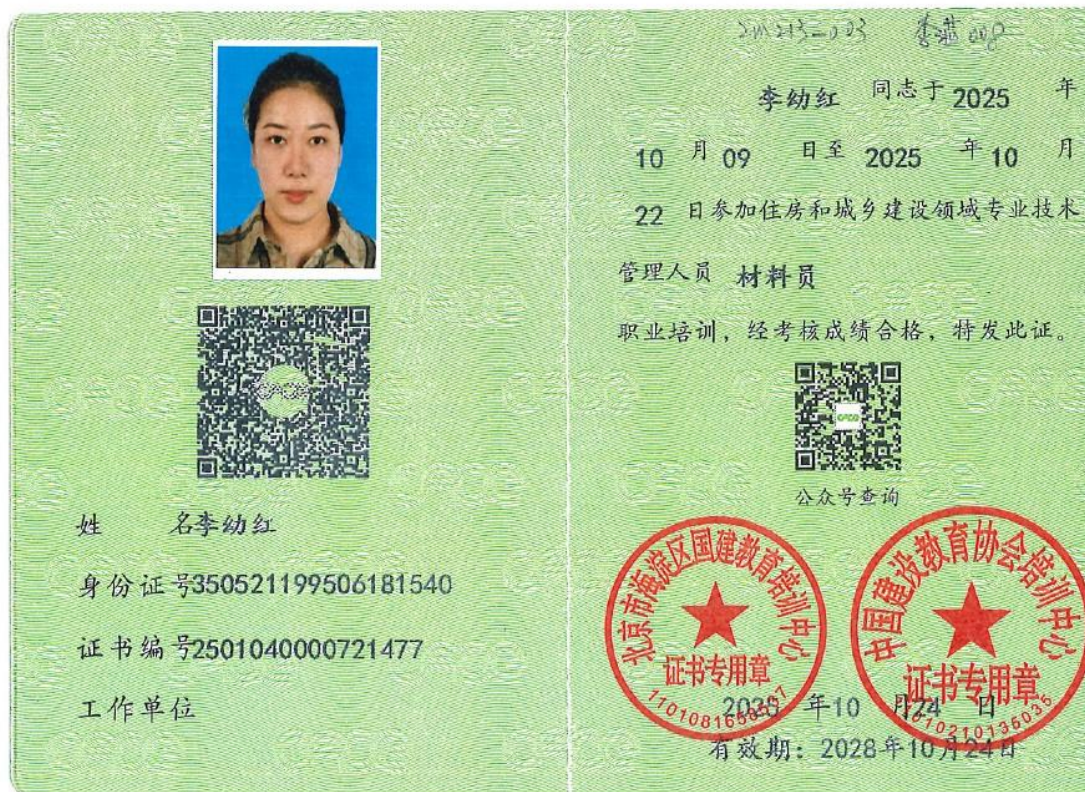 姓 名李幼红
身份证号350521199506181540
证书编号2501040000721477
工作单位
2M213-003
李幼红 同志于 2025 年
10 月 09 日至 2025 年 10 月
22 日参加住房和城乡建设领域专业技术
管理人员 材料员
职业培训，经考核成绩合格，特发此证。
公众号查询
北京市海淀区国建教育培训中心
证书专用章
中国建设教育协会培训中心
证书专用章
年10 月24 日
有效期：2028年10月24日